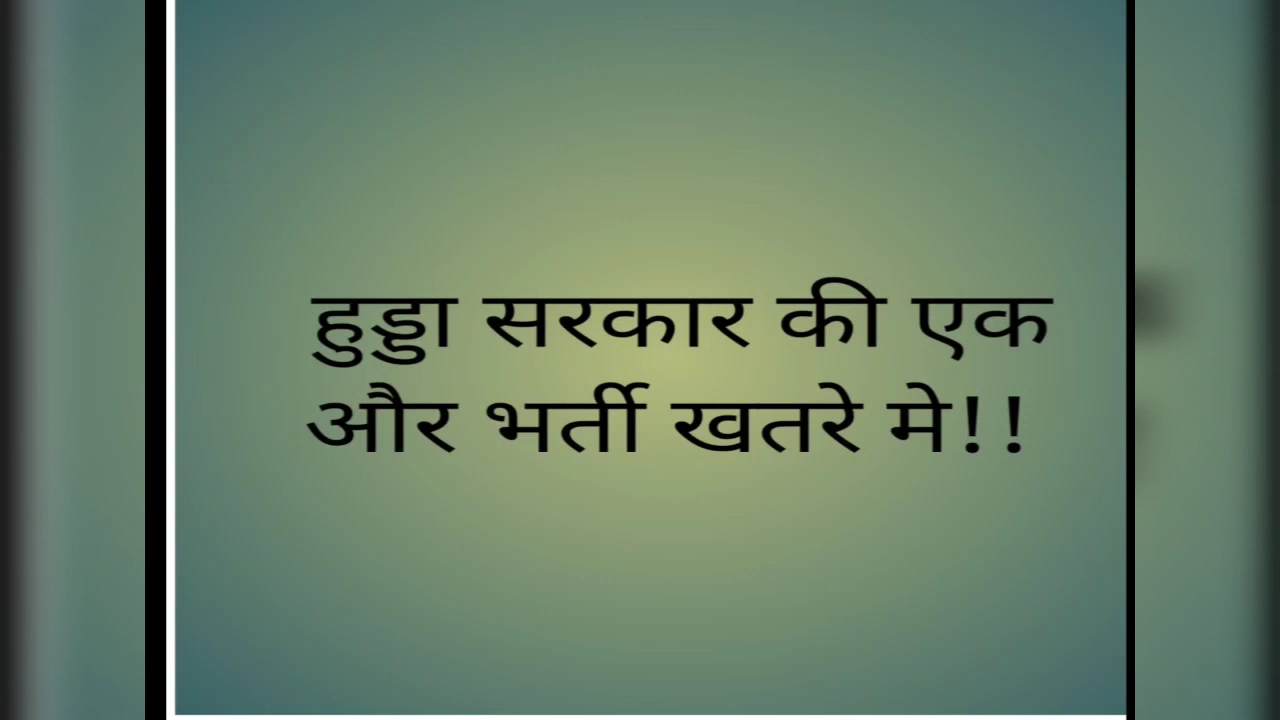 हुड्डा सरकार की एक
और भर्ती खतरे मे!!